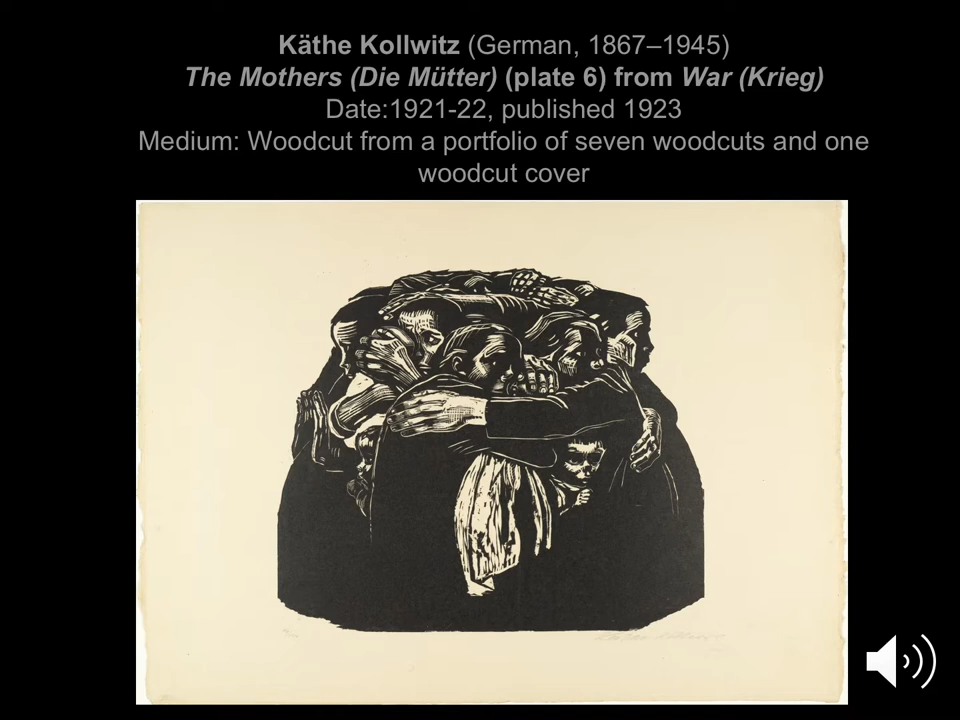 Käthe Kollwitz (German, 1867–1945)
The Mothers (Die Mütter) (plate 6) from War (Krieg)
Date:1921-22, published 1923
Medium: Woodcut from a portfolio of seven woodcuts and one
woodcut cover